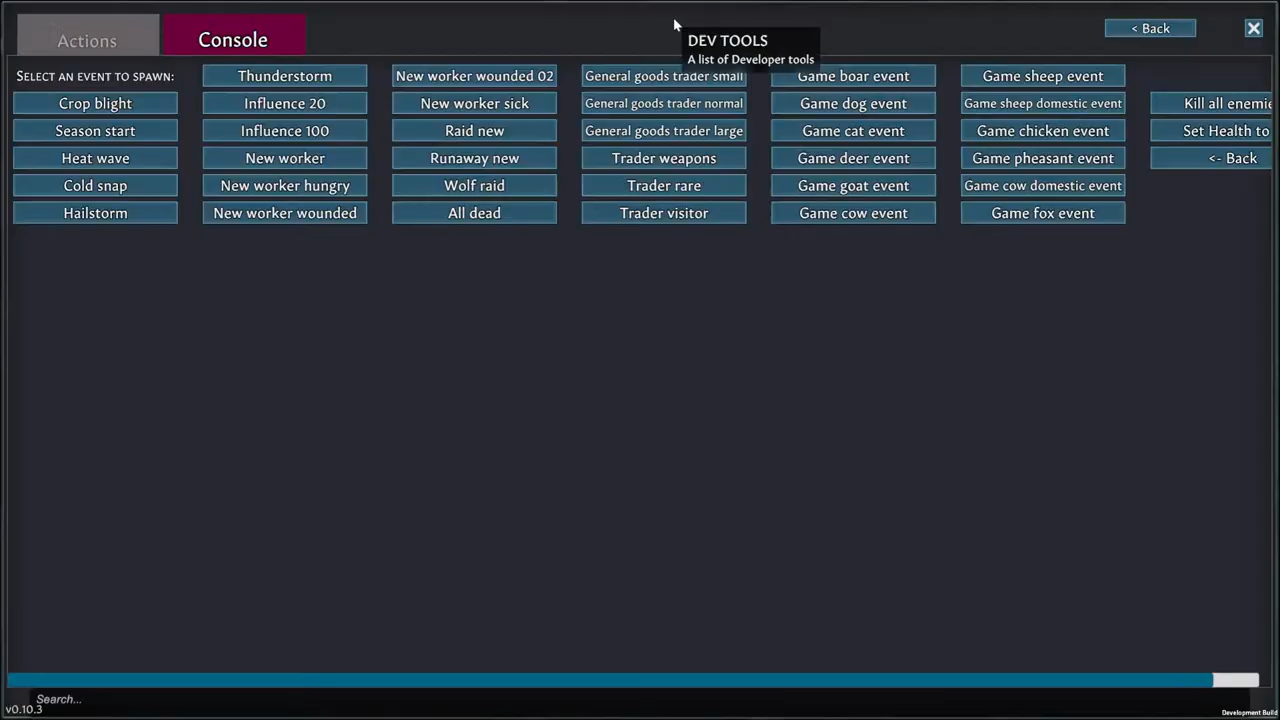 Actions
Console
DEV TOOLS
A list of Developer tools
< Back
SELECT AN EVENT TO SPAWN:
Crop blight
Season start
Heat wave
Cold snap
Hailstorm
Thunderstorm
Influence 20
Influence 100
New worker
New worker hungry
New worker wounded
New worker wounded 02
New worker sick
Raid new
Runaway new
Wolf raid
All dead
General goods trader small
General goods trader normal
General goods trader large
Trader weapons
Trader rare
Trader visitor
Game boar event
Game dog event
Game cat event
Game deer event
Game goat event
Game cow event
Game sheep event
Game sheep domestic event
Game chicken event
Game pheasant event
Game cow domestic event
Game fox event
Kill all enemie
Set Health to
<- Back
Search...
v0.10.3
Development Build